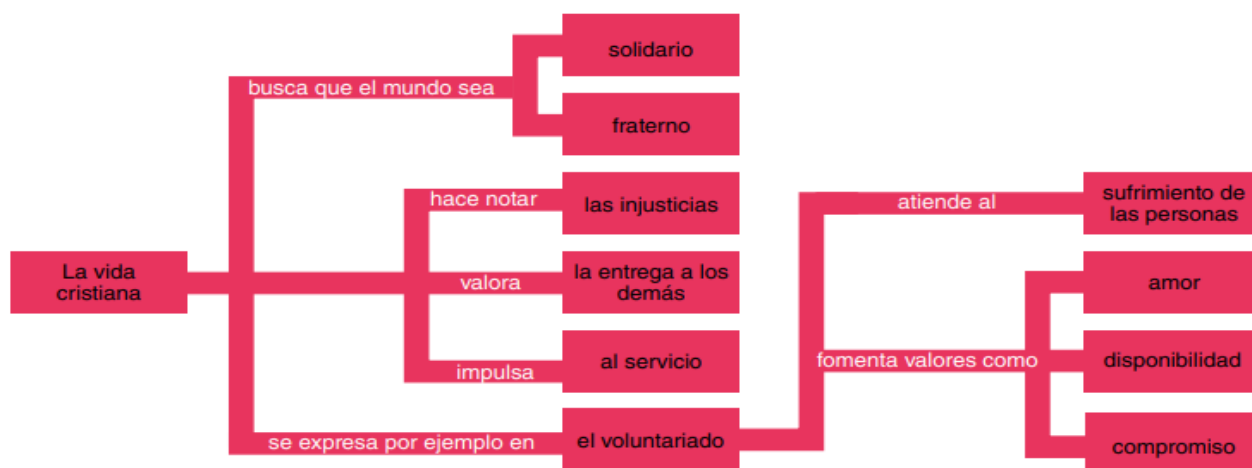 La vida
cristiana
busca que el mundo sea
solidario
fraterno
hace notar
las injusticias
valora
la entrega a los
demás
impulsa
al servicio
se expresa por ejemplo en
el voluntariado
atiende al
sufrimiento de
las personas
fomenta valores como
amor
disponibilidad
compromiso